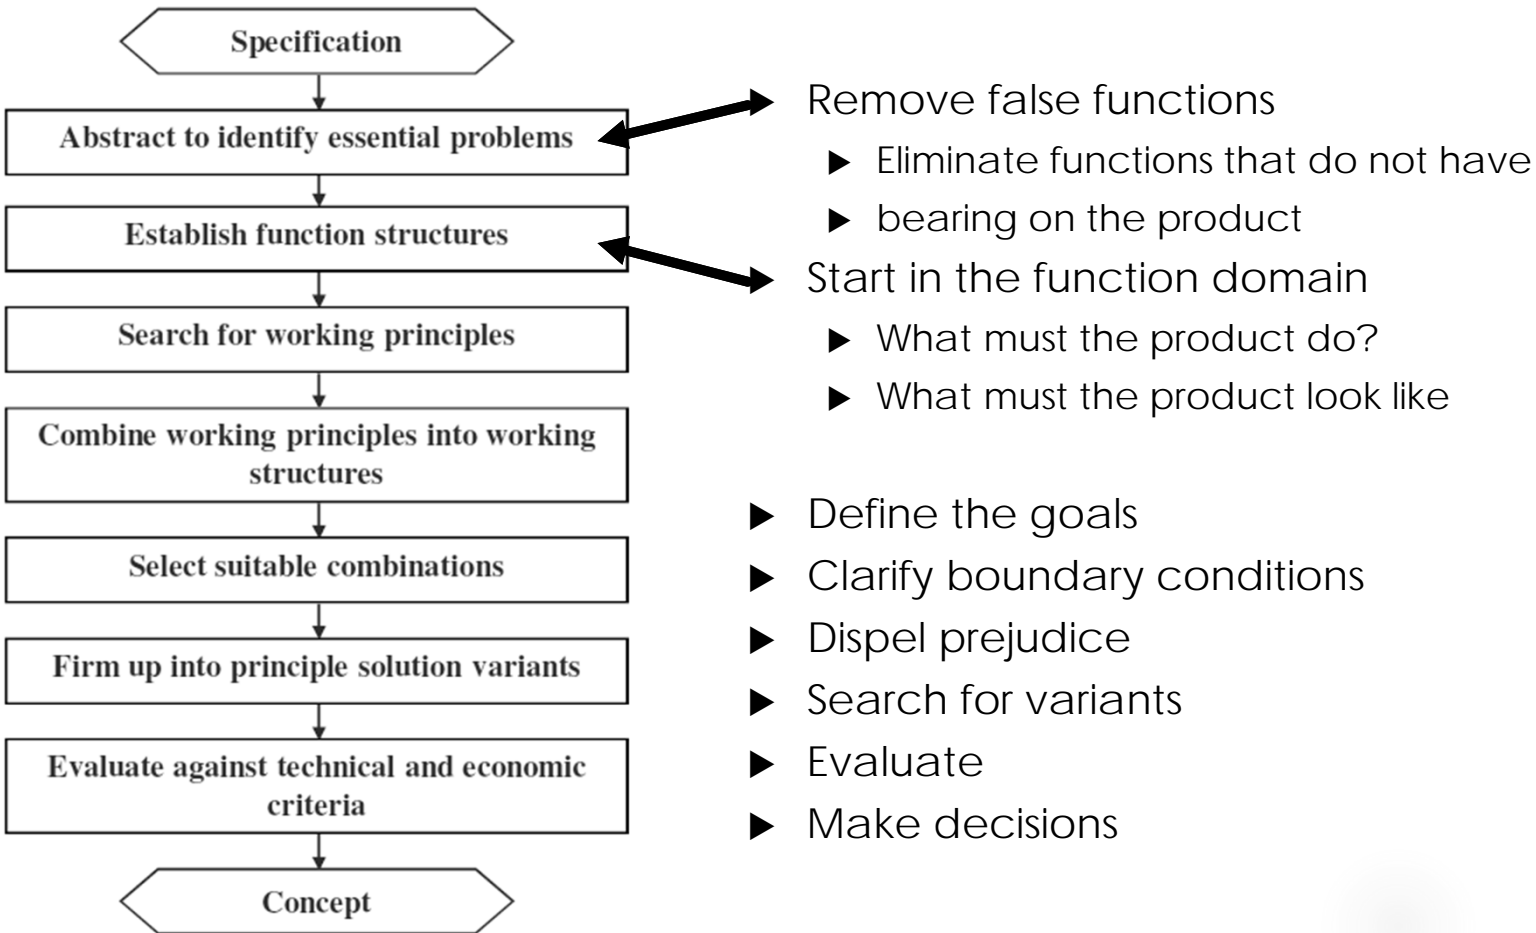 Specification
Abstract to identify essential problems
Establish function structures
Search for working principles
Combine working principles into working
structures
Select suitable combinations
Firm up into principle solution variants
Evaluate against technical and economic
criteria
Concept
Remove false functions
Eliminate functions that do not have
bearing on the product
Start in the function domain
What must the product do?
What must the product look like
Define the goals
Clarify boundary conditions
Dispel prejudice
Search for variants
Evaluate
Make decisions